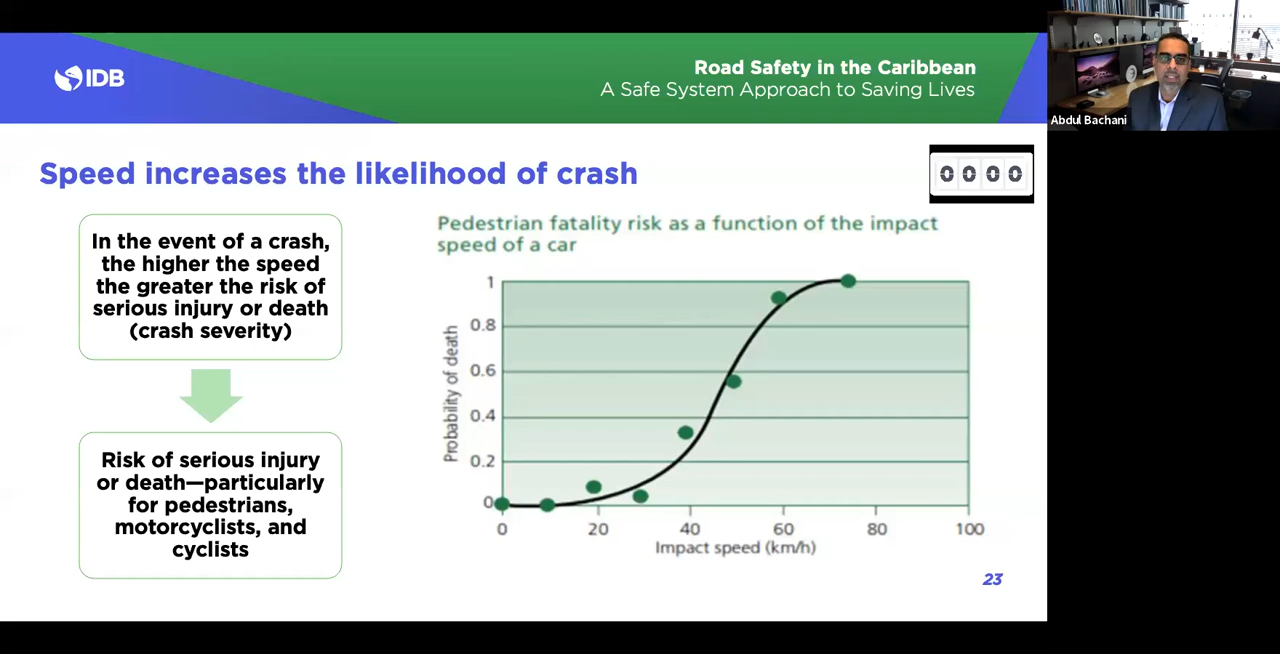 IDB
Road Safety in the Caribbean
A Safe System Approach to Saving Lives
Abdul Bachani
Speed increases the likelihood of crash
0 0 0 0
In the event of a crash,
the higher the speed
the greater the risk of
serious injury or death
(crash severity)
Risk of serious injury
or death—particularly
for pedestrians,
motorcyclists, and
cyclists
Pedestrian fatality risk as a function of the impact
speed of a car
Probability of death
1
0.8
0.6
0.4
0.2
0
0 20 40 60 80 100
Impact speed (km/h)
23